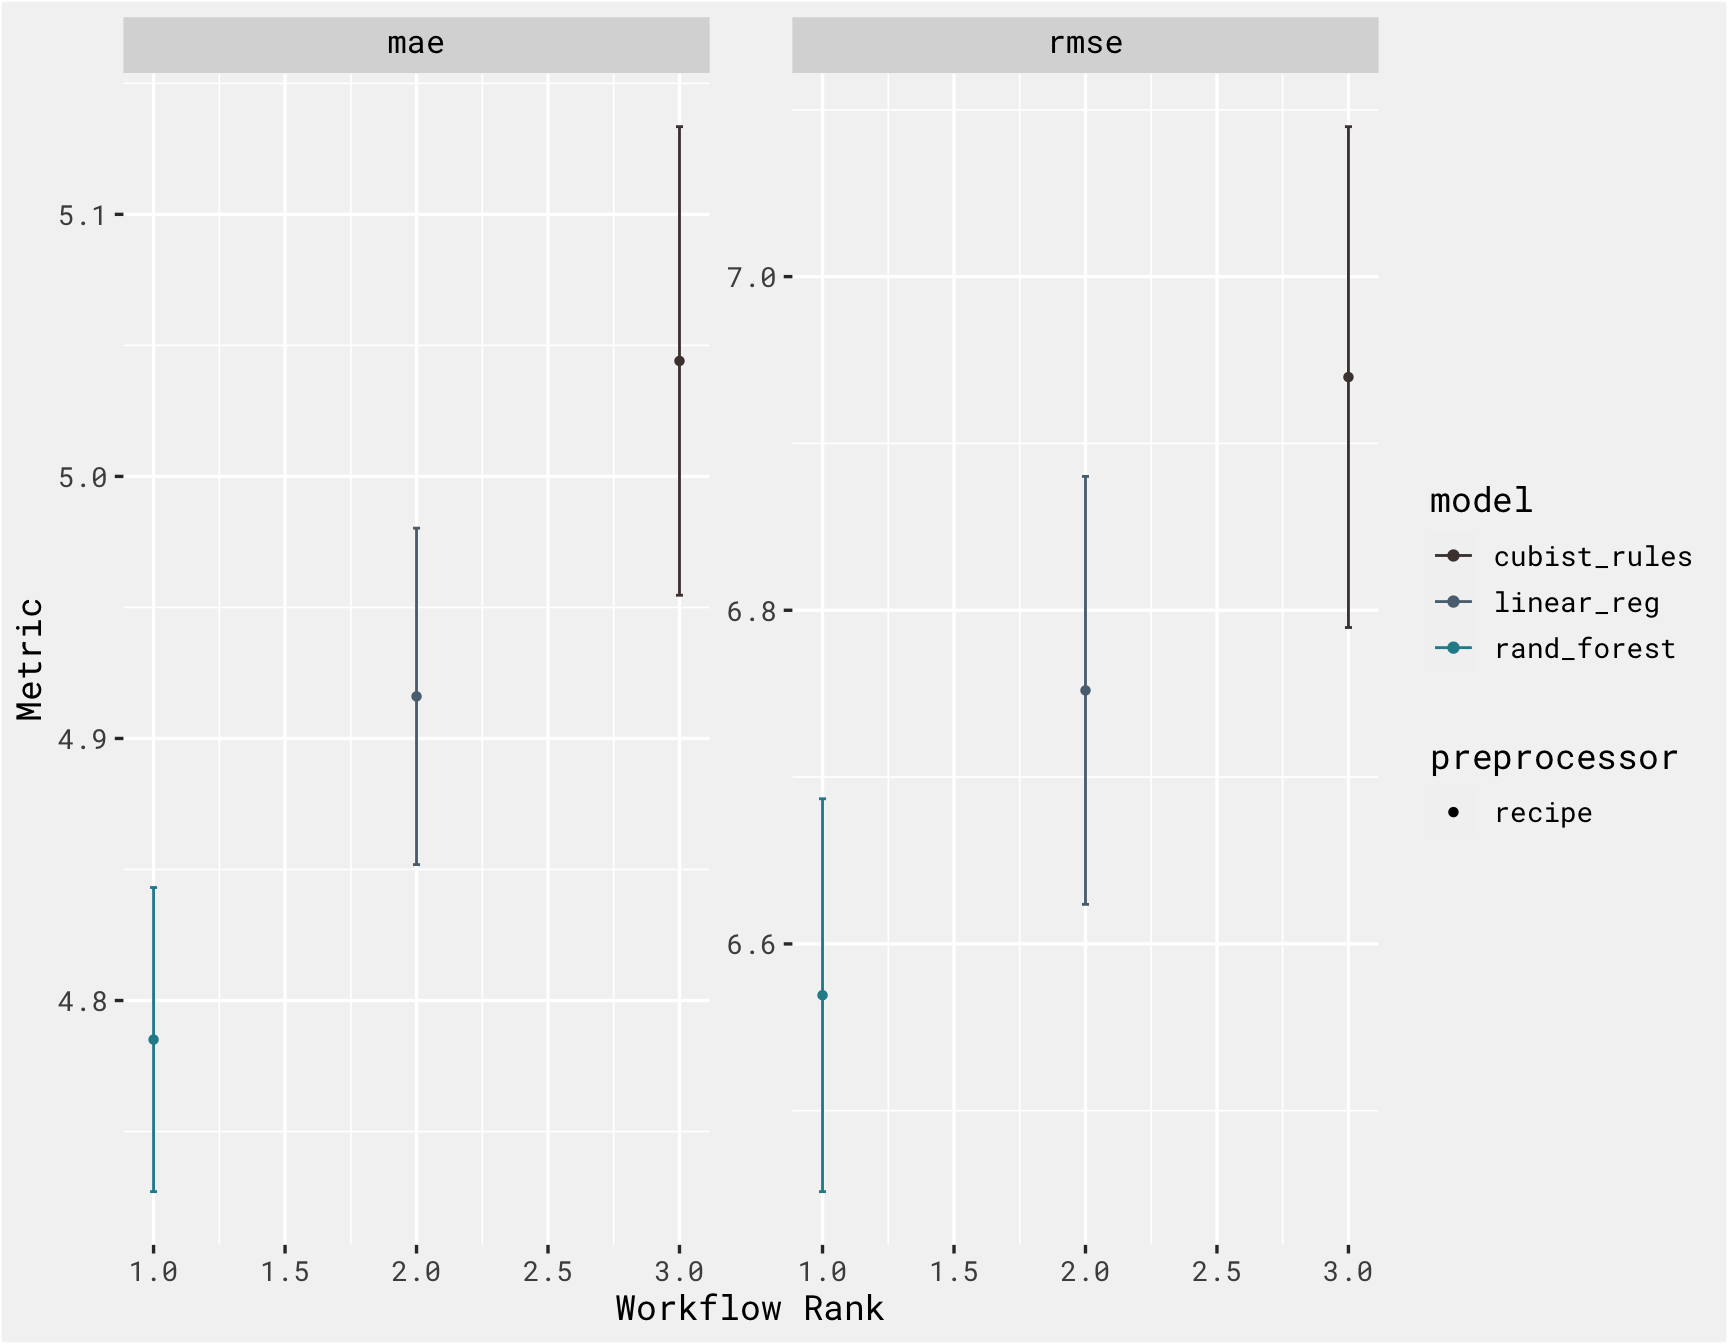 mae
rmse
5.1
5.0
4.9
4.8
7.0
6.8
6.6
Metric
1.0 1.5 2.0 2.5 3.0
1.0 1.5 2.0 2.5 3.0
Workflow Rank
model
cubist_rules
linear_reg
rand_forest
preprocessor
recipe